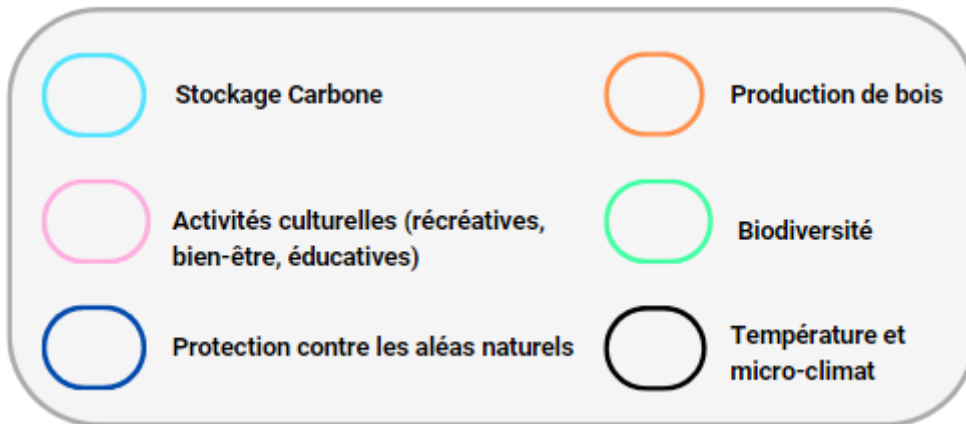 Stockage Carbone
Production de bois
Activités culturelles (récréatives,
bien-être, éducatives)
Biodiversité
Protection contre les aléas naturels
Température et
micro-climat